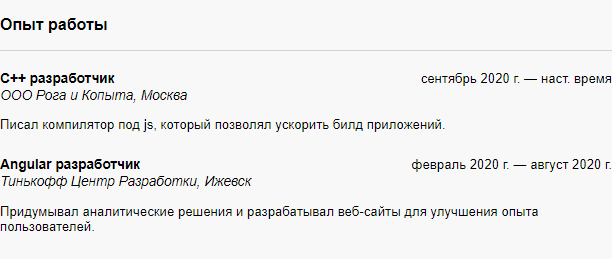 Опыт работы
C++ разработчик сентябрь 2020 г. — наст. время
ООО Рога и Копыта, Москва
Писал компилятор под js, который позволял ускорить билд приложений.
Angular разработчик февраль 2020 г. — август 2020 г.
Тинькофф Центр Разработки, Ижевск
Придумывал аналитические решения и разрабатывал веб-сайты для улучшения опыта
пользователей.